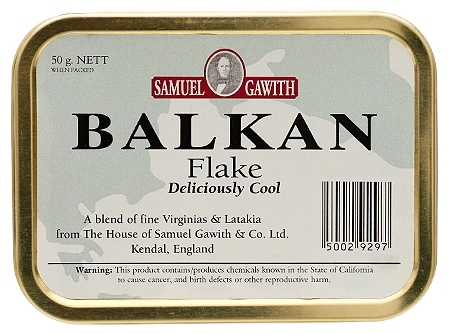 50 g. NETT
WHEN PACKED
SAMUEL GAWITH
BALKAN
Flake
Deliciously Cool
A blend of fine Virginias & Latakia
from The House of Samuel Gawith & Co. Ltd.
Kendal, England
5002 9297
Warning: This product contains/produces chemicals known in the State of California
to cause cancer, and birth defects or other reproductive harm.